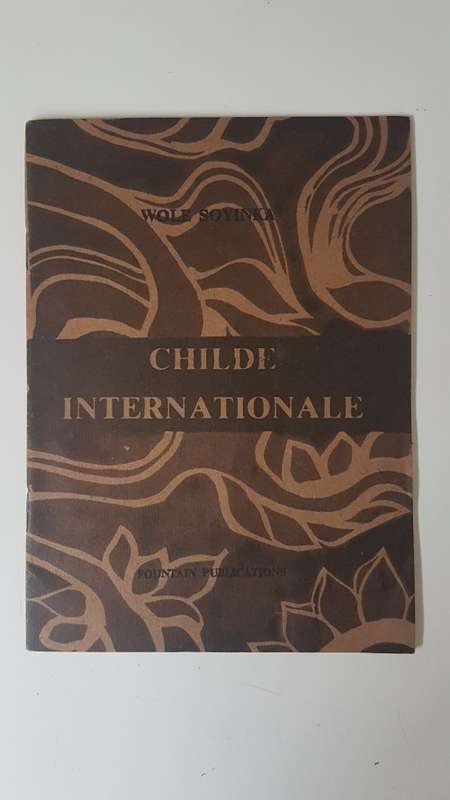 WOLE SOYINKA
CHILDE
INTERNATIONALE
FOUNTAIN PUBLICATIONS